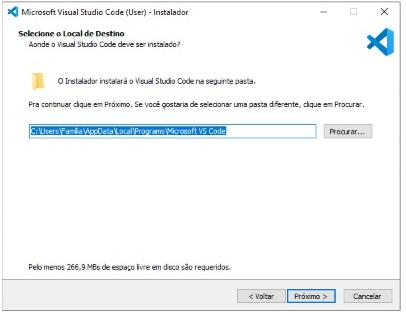 Microsoft Visual Studio Code (User) - Instalador
Selecione o Local de Destino
Aonde o Visual Studio Code deve ser instalado?
O Instalador instalará o Visual Studio Code na seguinte pasta.
Pra continuar clique em Próximo. Se você gostaria de selecionar uma pasta diferente, clique em Procurar.
C:\Users\Família\AppData\Local\Programs\Microsoft VS Code
Procurar...
Pelo menos 266,9 MBs de espaço livre em disco são requeridos.
< Voltar
Próximo >
Cancelar